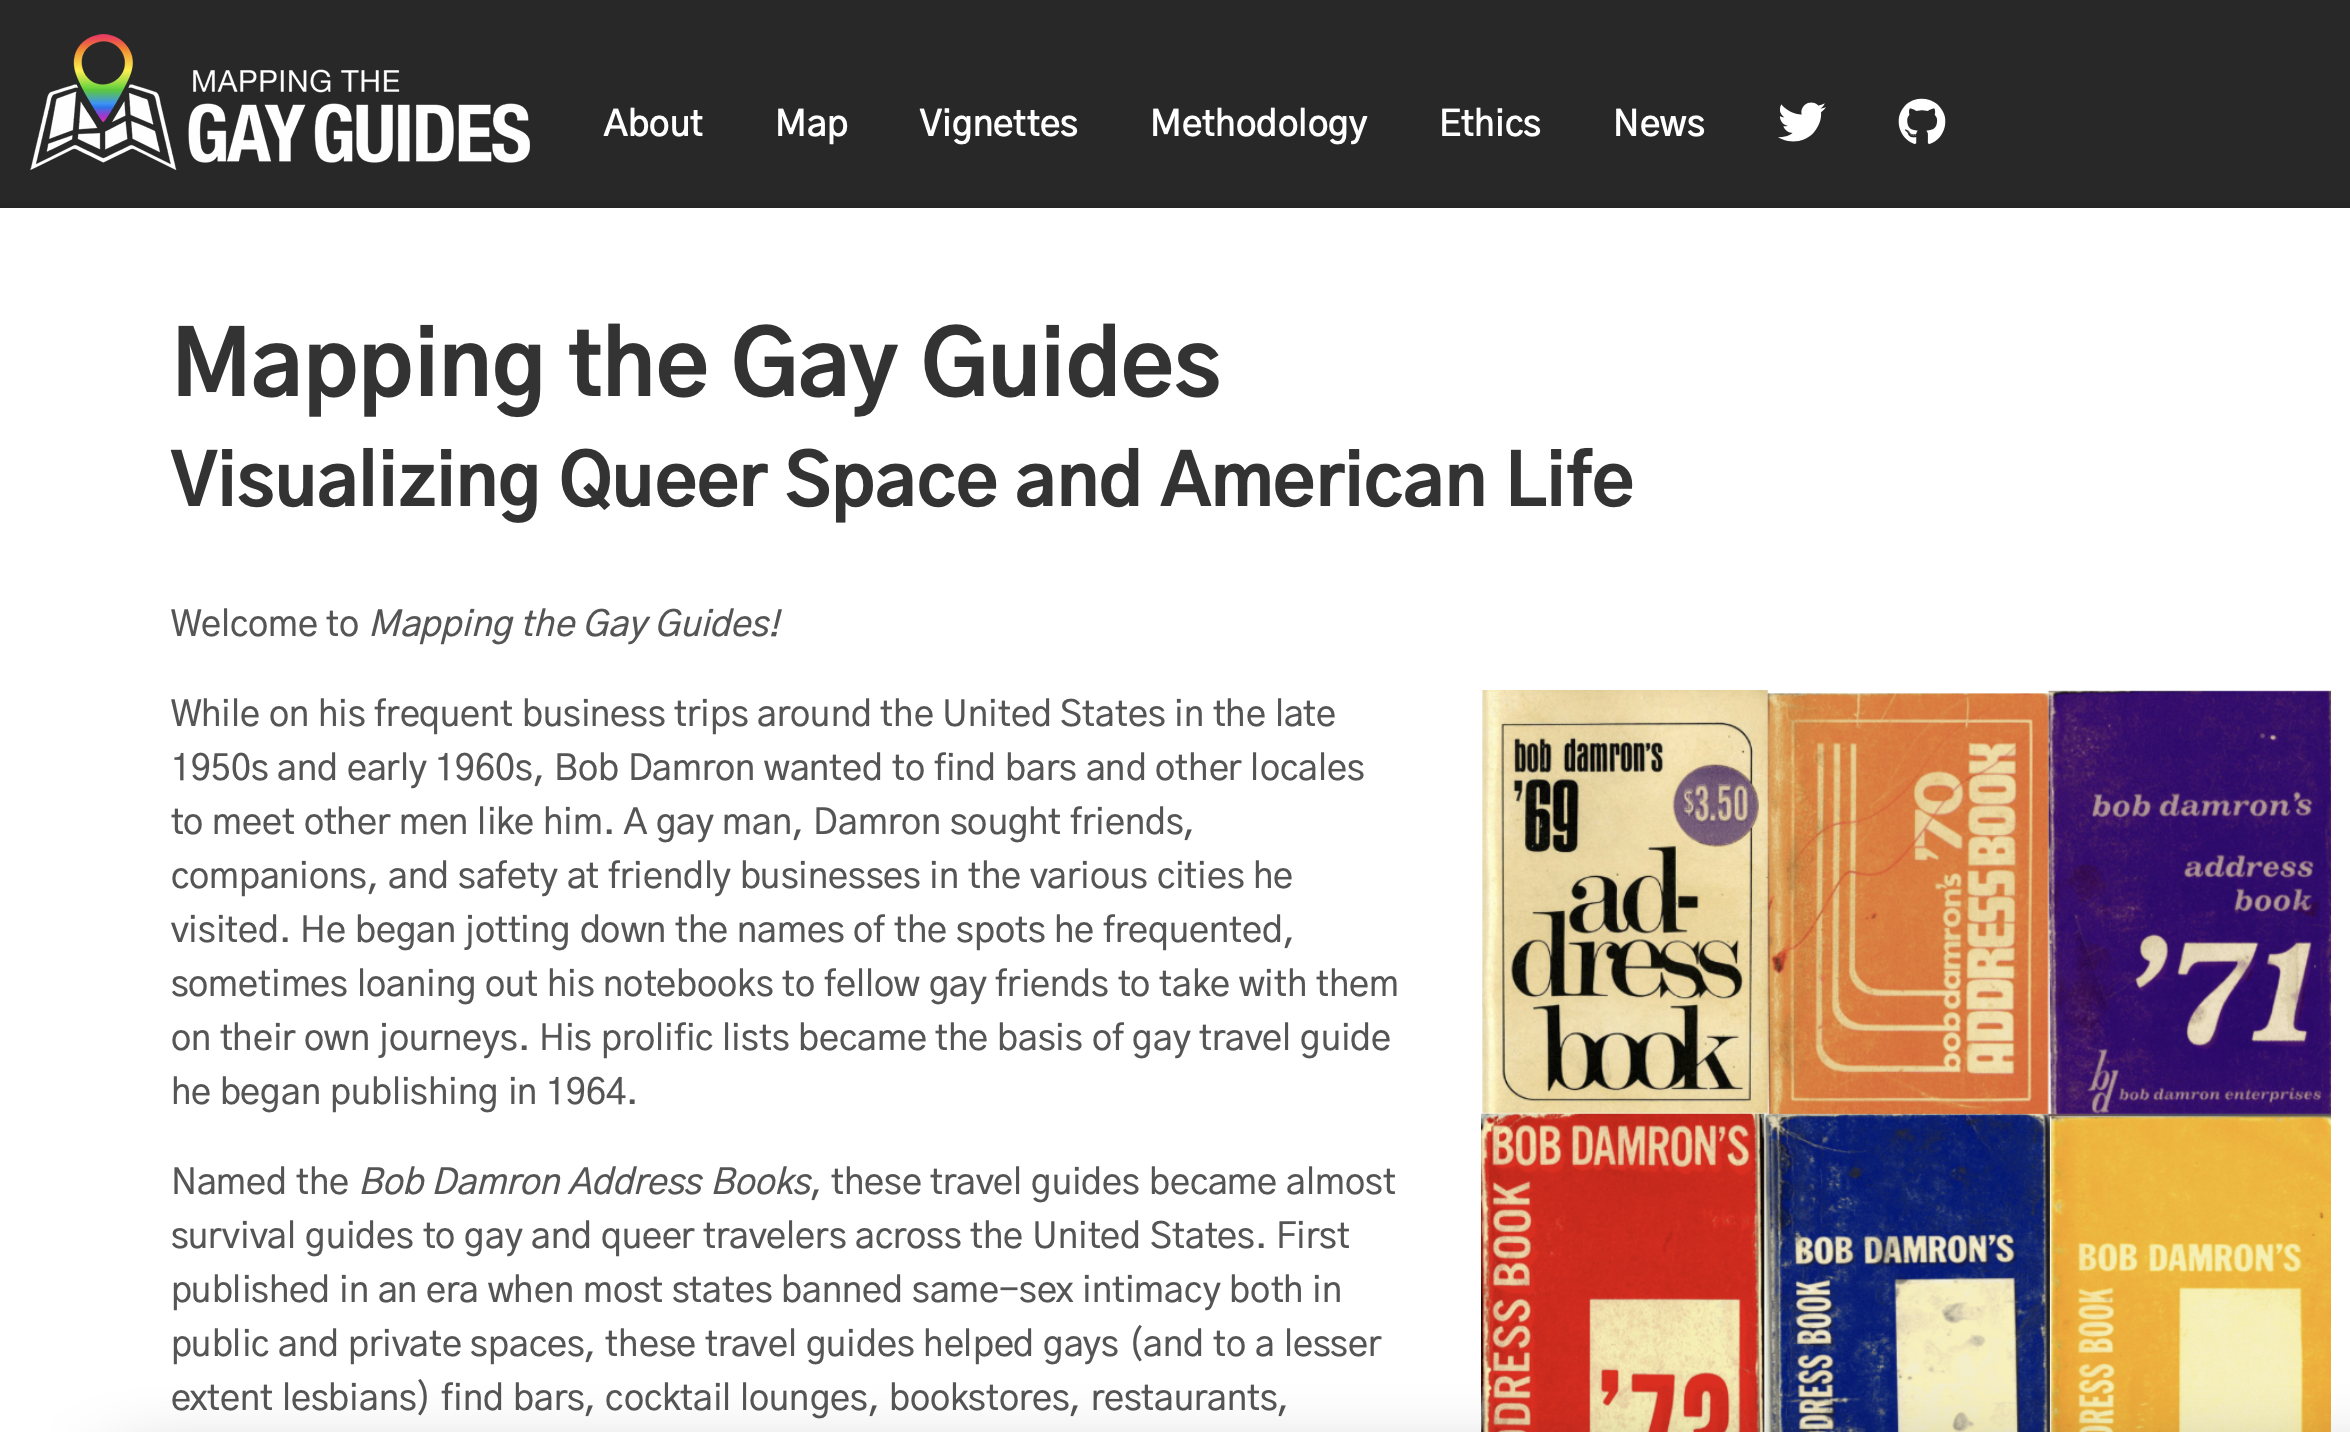 MAPPING THE
GAY GUIDES
About
Map
Vignettes
Methodology
Ethics
News
Mapping the Gay Guides
Visualizing Queer Space and American Life
Welcome to Mapping the Gay Guides!
While on his frequent business trips around the United States in the late
1950s and early 1960s, Bob Damron wanted to find bars and other locales
to meet other men like him. A gay man, Damron sought friends,
companions, and safety at friendly businesses in the various cities he
visited. He began jotting down the names of the spots he frequented,
sometimes loaning out his notebooks to fellow gay friends to take with them
on their own journeys. His prolific lists became the basis of gay travel guide
he began publishing in 1964.
Named the Bob Damron Address Books, these travel guides became almost
survival guides to gay and queer travelers across the United States. First
published in an era when most states banned same-sex intimacy both in
public and private spaces, these travel guides helped gays (and to a lesser
extent lesbians) find bars, cocktail lounges, bookstores, restaurants,
bob damron's
'69
$3.50
ad-
dress
book
bob damron's '70
ADDRESS BOOK
bob damron's
address
book
'71
bd
bob damron enterprises
BOB DAMRON'S
DRESS BOOK
BOB DAMRON'S
DRESS BOOK
BOB DAMRON'S
DRESS BOOK